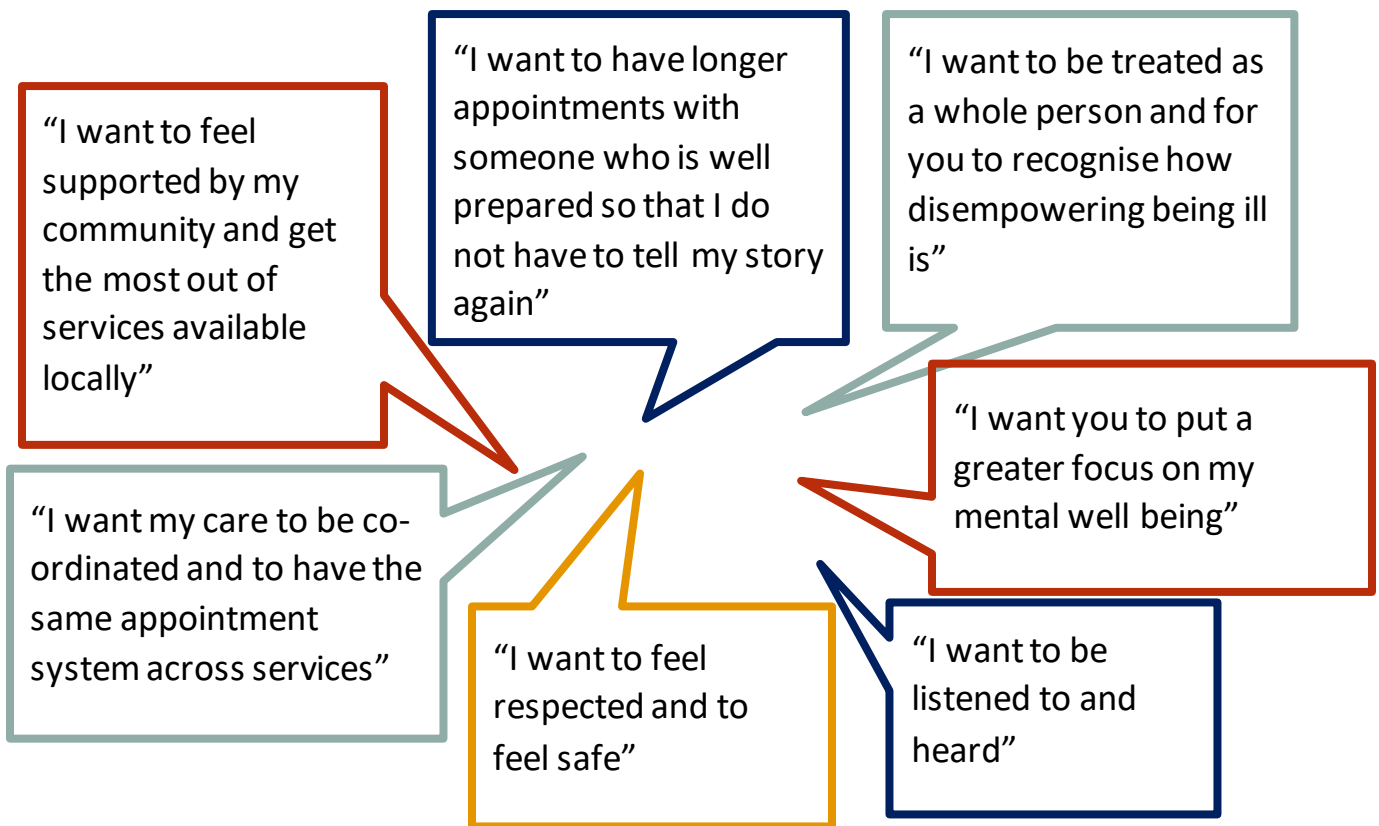 “I want to feel
supported by my
community and get
the most out of
services available
locally”
“I want to have longer
appointments with
someone who is well
prepared so that I do
not have to tell my story
again”
“I want to be treated as
a whole person and for
you to recognise how
disempowering being ill
is”
“I want you to put a
greater focus on my
mental well being”
“I want my care to be co-
ordinated and to have the
same appointment
system across services”
“I want to feel
respected and to
feel safe”
“I want to be
listened to and
heard”